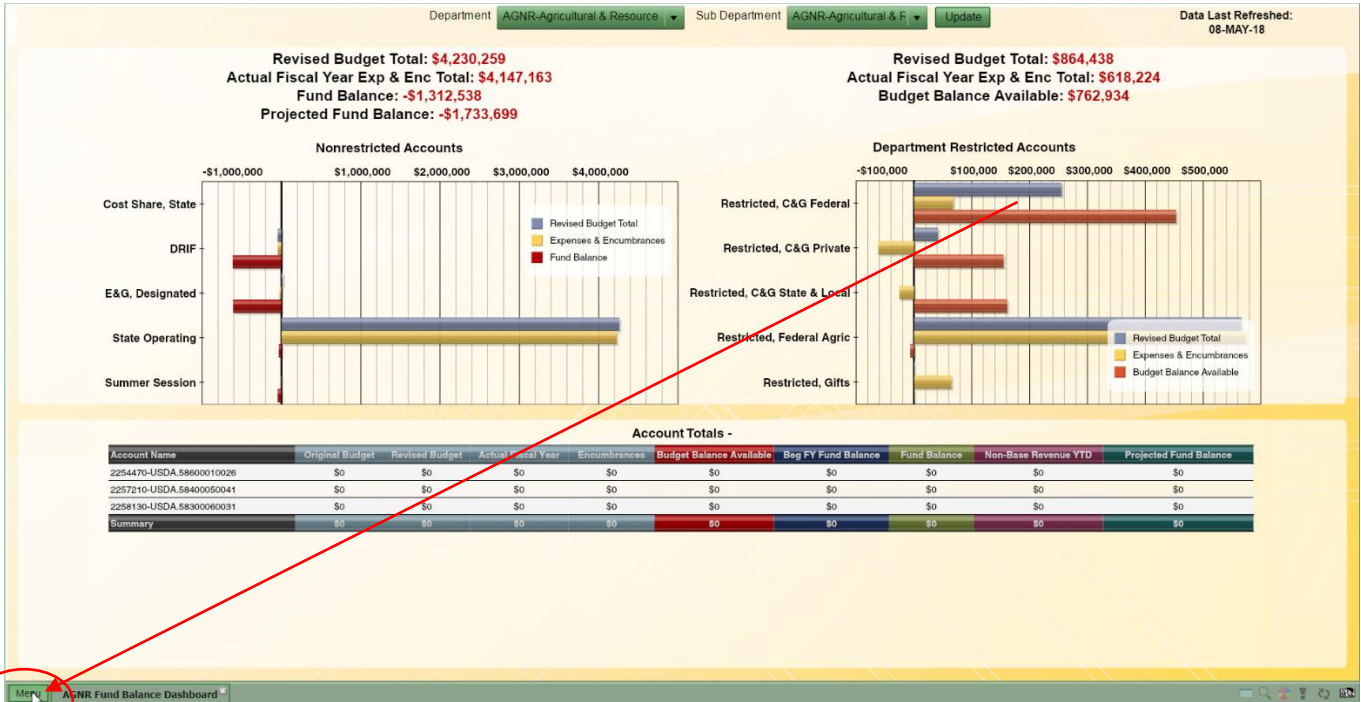 Department AGNR-Agricultural & Resource Sub Department AGNR-Agricultural & F Update
Data Last Refreshed:
08-MAY-18
Revised Budget Total: $4,230,259
Actual Fiscal Year Exp & Enc Total: $4,147,163
Fund Balance: -$1,312,538
Projected Fund Balance: -$1,733,699
Revised Budget Total: $864,438
Actual Fiscal Year Exp & Enc Total: $618,224
Budget Balance Available: $762,934
Nonrestricted Accounts
-$1,000,000 $1,000,000 $2,000,000 $3,000,000 $4,000,000
Cost Share, State
DRIF
E&G, Designated
State Operating
Summer Session
Revised Budget Total
Expenses & Encumbrances
Fund Balance
Department Restricted Accounts
-$100,000 $100,000 $200,000 $300,000 $400,000 $500,000
Restricted, C&G Federal
Restricted, C&G Private
Restricted, C&G State & Local
Restricted, Federal Agric
Restricted, Gifts
Revised Budget Total
Expenses & Encumbrances
Budget Balance Available
Account Totals -
Account Name Original Budget Revised Budget Actual Fiscal Year Encumbrances Budget Balance Available Beg FY Fund Balance Fund Balance Non-Base Revenue YTD Projected Fund Balance
2254470-USDA.58600010026 $0 $0 $0 $0 $0 $0 $0 $0 $0
2257210-USDA.58400050041 $0 $0 $0 $0 $0 $0 $0 $0 $0
2258130-USDA.58300060031 $0 $0 $0 $0 $0 $0 $0 $0 $0
Summary $0 $0 $0 $0 $0 $0 $0 $0 $0
Menu AGNR Fund Balance Dashboard